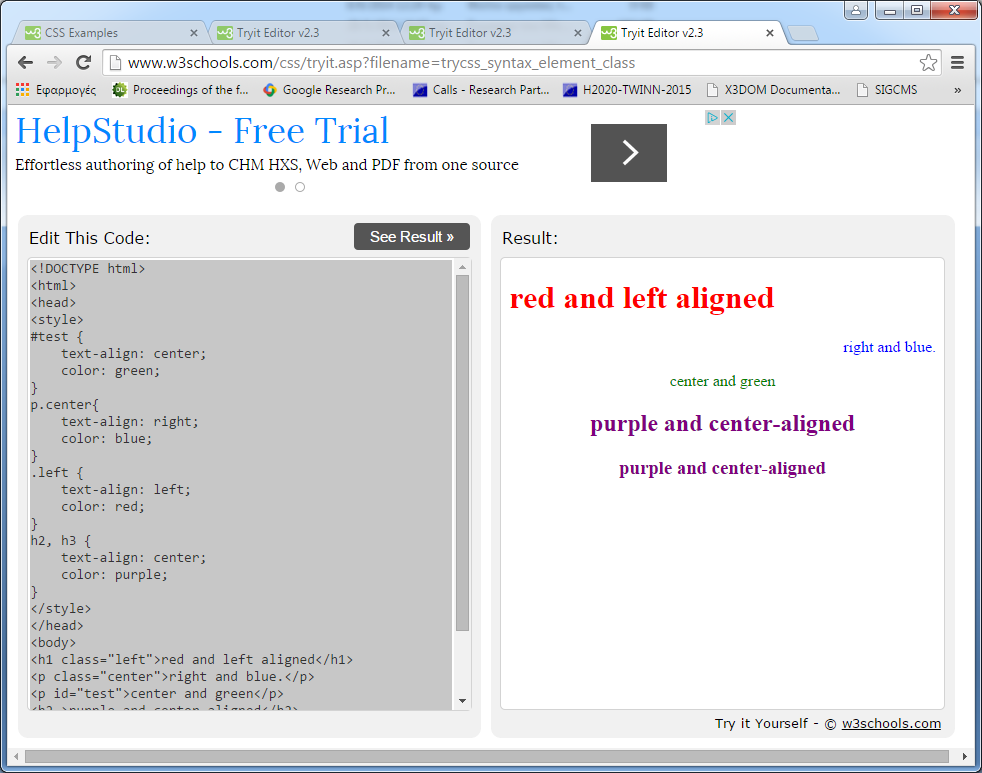 CSS Examples
Tryit Editor v2.3
Tryit Editor v2.3
Tryit Editor v2.3
www.w3schools.com/css/tryit.asp?filename=trycss_syntax_element_class
Εφαρμογές
Proceedings of the f...
Google Research Pr...
Calls - Research Part...
H2020-TWINN-2015
X3DOM Documenta...
SIGCMS
»
HelpStudio - Free Trial
Effortless authoring of help to CHM HXS, Web and PDF from one source
Edit This Code:
See Result »
<!DOCTYPE html>
<html>
<head>
<style>
#test {
    text-align: center;
    color: green;
}
p.center{
    text-align: right;
    color: blue;
}
.left {
    text-align: left;
    color: red;
}
h2, h3 {
    text-align: center;
    color: purple;
}
</style>
</head>
<body>
<h1 class="left">red and left aligned</h1>
<p class="center">right and blue.</p>
<p id="test">center and green</p>
<h2 >purple and center-aligned</h2>
Result:
red and left aligned
right and blue.
center and green
purple and center-aligned
purple and center-aligned
Try it Yourself - © w3schools.com